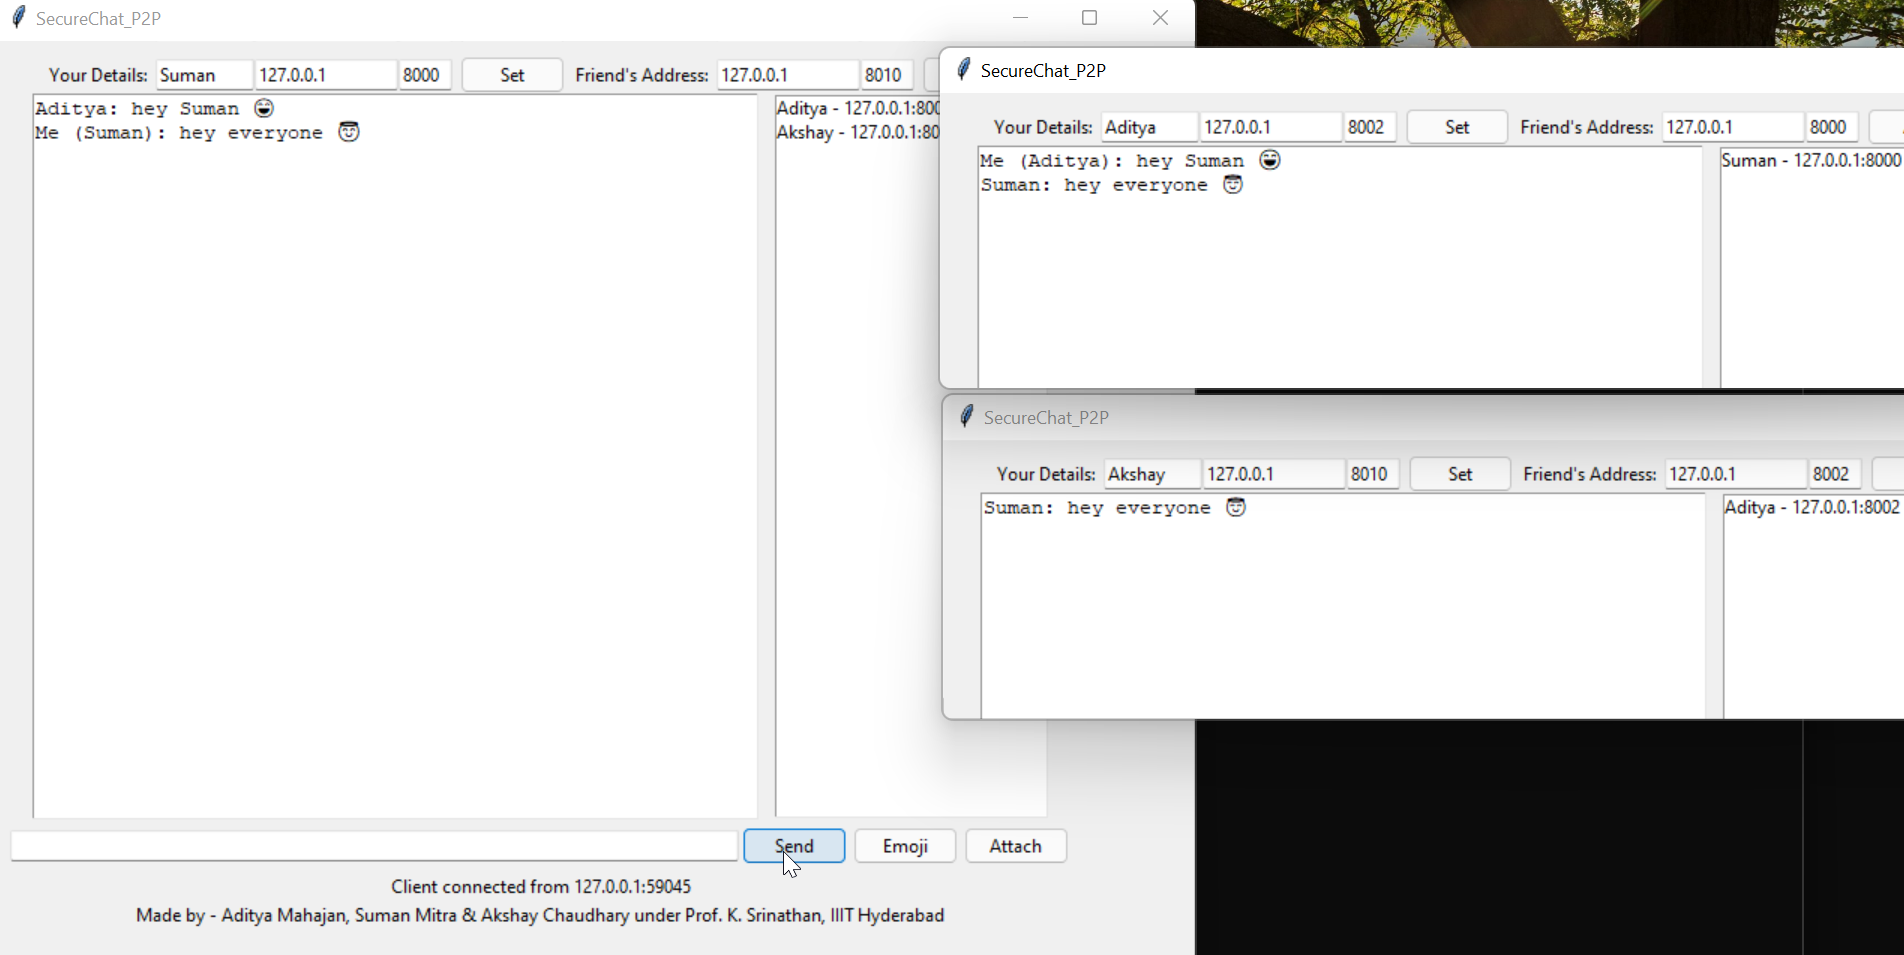 SecureChat_P2P
Your Details: Suman 127.0.0.1 8000 Set Friend's Address: 127.0.0.1 8010
Aditya: hey Suman 😄
Me (Suman): hey everyone 😇
Aditya - 127.0.0.1:800
Akshay - 127.0.0.1:80
Send Emoji Attach
Client connected from 127.0.0.1:59045
Made by - Aditya Mahajan, Suman Mitra & Akshay Chaudhary under Prof. K. Srinathan, IIIT Hyderabad
SecureChat_P2P
Your Details: Aditya 127.0.0.1 8002 Set Friend's Address: 127.0.0.1 8000
Me (Aditya): hey Suman 😄
Suman: hey everyone 😇
Suman - 127.0.0.1:8000
SecureChat_P2P
Your Details: Akshay 127.0.0.1 8010 Set Friend's Address: 127.0.0.1 8002
Suman: hey everyone 😇
Aditya - 127.0.0.1:8002